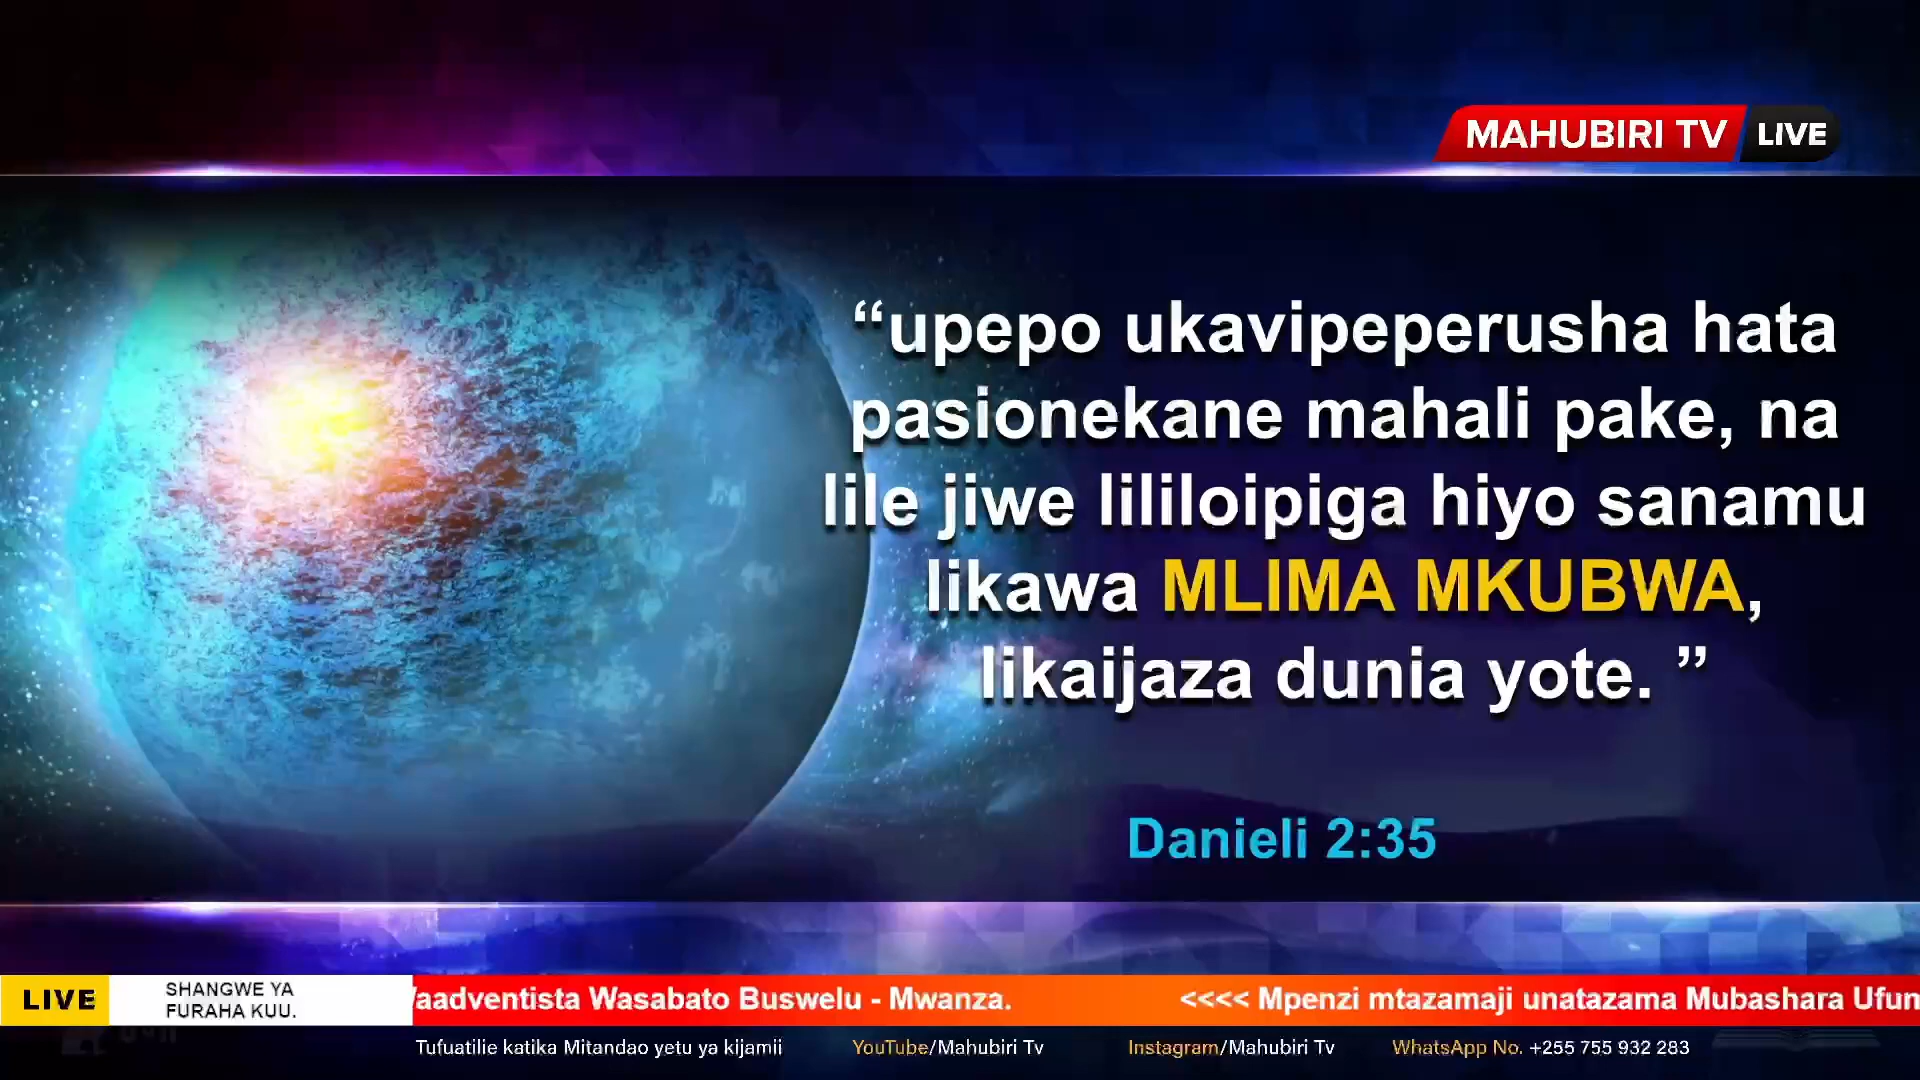 MAHUBIRI TV LIVE
“upepo ukavipeperusha hata
pasionekane mahali pake, na
lile jiwe lililoipiga hiyo sanamu
likawa MLIMA MKUBWA,
likaijaza dunia yote. ”
Danieli 2:35
LIVE
SHANGWE YA
FURAHA KUU.
Wasabato Buswelu - Mwanza.
<<<< Mpenzi mtazamaji unatazama Mubashara
Tufuatilie katika Mitandao yetu ya kijamii YouTube/Mahubiri Tv Instagram/Mahubiri Tv WhatsApp No. +255 755 932 283